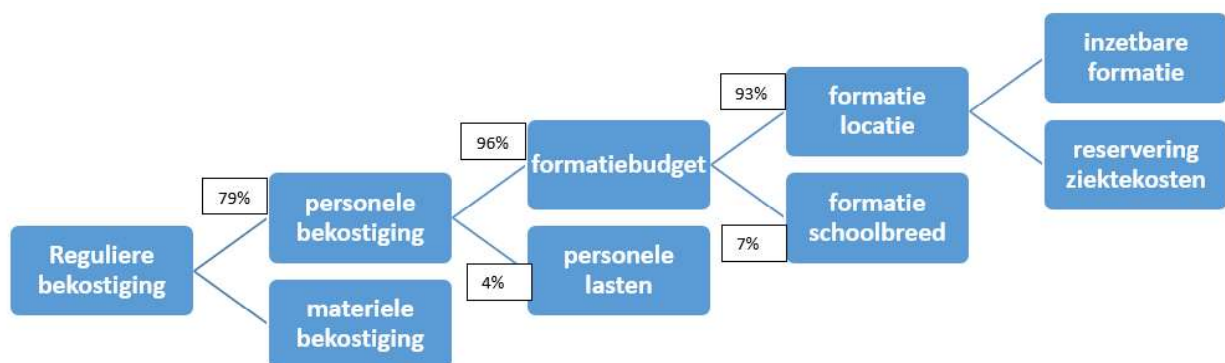 inzetbare
formatie
93%
formatie
locatie
96%
formatiebudget
reservering
ziektekosten
79%
personele
bekostiging
formatie
schoolbreed
7%
Reguliere
bekostiging
4%
personele
lasten
materiele
bekostiging